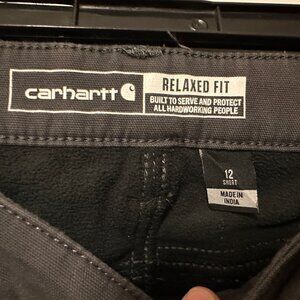 carhartt
RELAXED FIT
BUILT TO SERVE AND PROTECT
ALL HARDWORKING PEOPLE
12
SHORT
MADE IN
INDIA